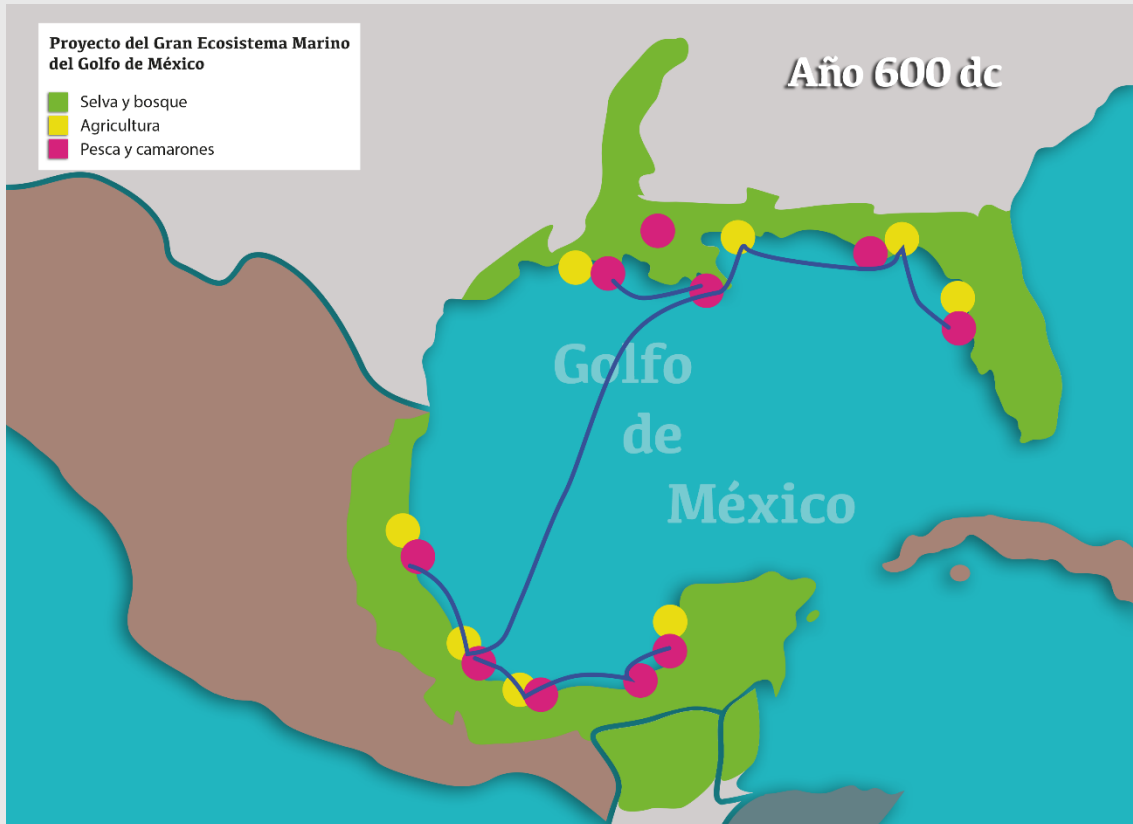 Proyecto del Gran Ecosistema Marino
del Golfo de México
Selva y bosque
Agricultura
Pesca y camarones
Año 600 dc
Golfo
de
México